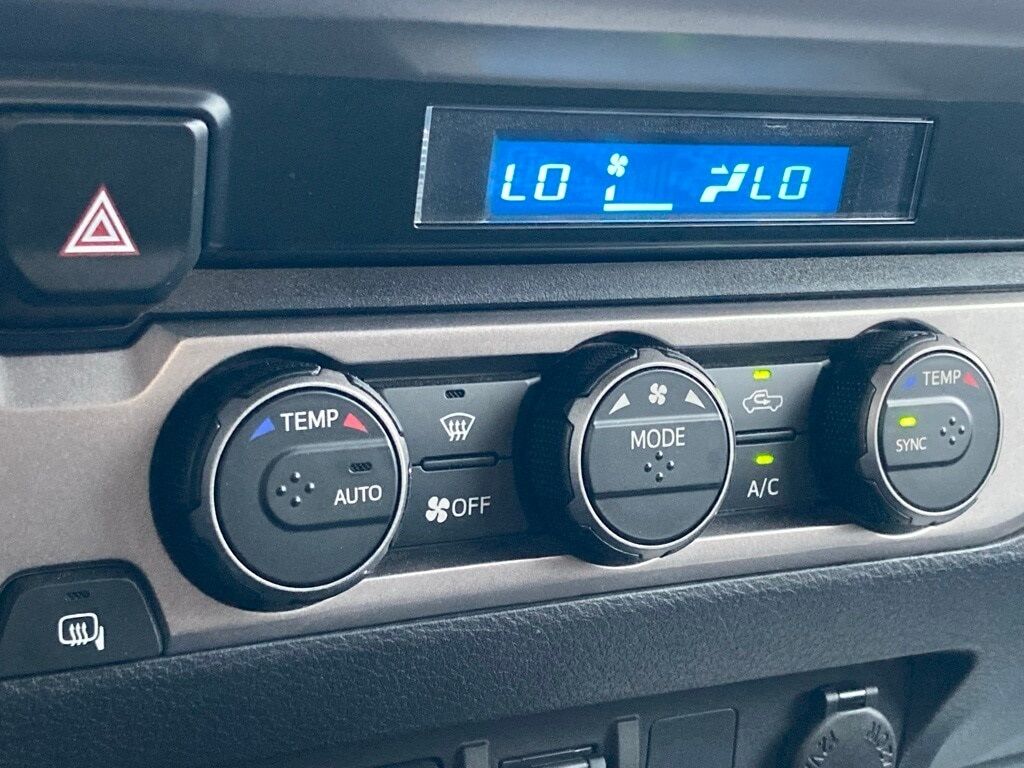 LO LO
TEMP
AUTO
OFF
MODE
A/C
TEMP
SYNC